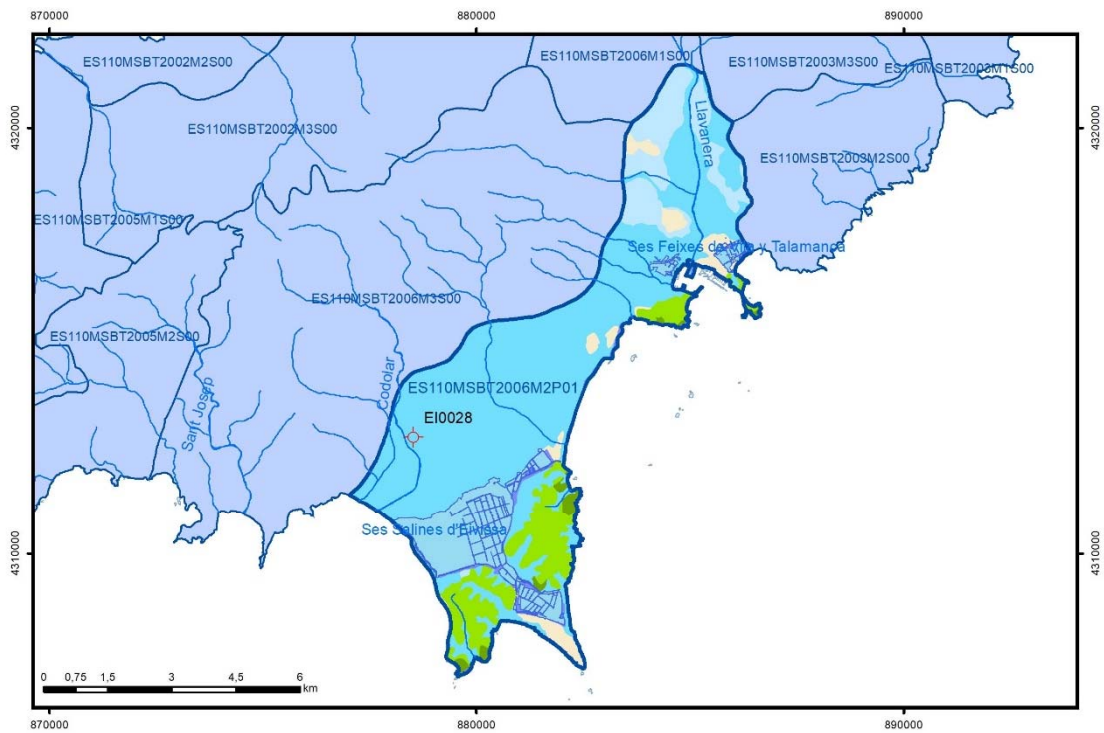 870000
880000
890000
ES110MSBT2002M2S00
ES110MSBT2006M1S00
ES110MSBT2003M3S00
ES110MSBT2003M1S00
4320000
ES110MSBT2002M3S00
Llavanera
4320000
ES110MSBT2003M2S00
ES110MSBT2005M1S00
Ses Feixes de Vila y Talamanca
ES110MSBT2006M3S00
ES110MSBT2005M2S00
Sant Josep
Codolar
ES110MSBT2006M2P01
EI0028
Ses Salines d'Eivissa
4310000
4310000
0 0,75 1,5 3 4,5 6
km
870000
880000
890000